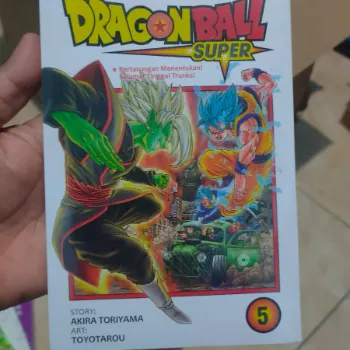 DRAGON BALL
SUPER
★ Pertarungan Menentukan!
Selamat Tinggal Trunks!
STORY:
AKIRA TORIYAMA
ART:
TOYOTAROU
5